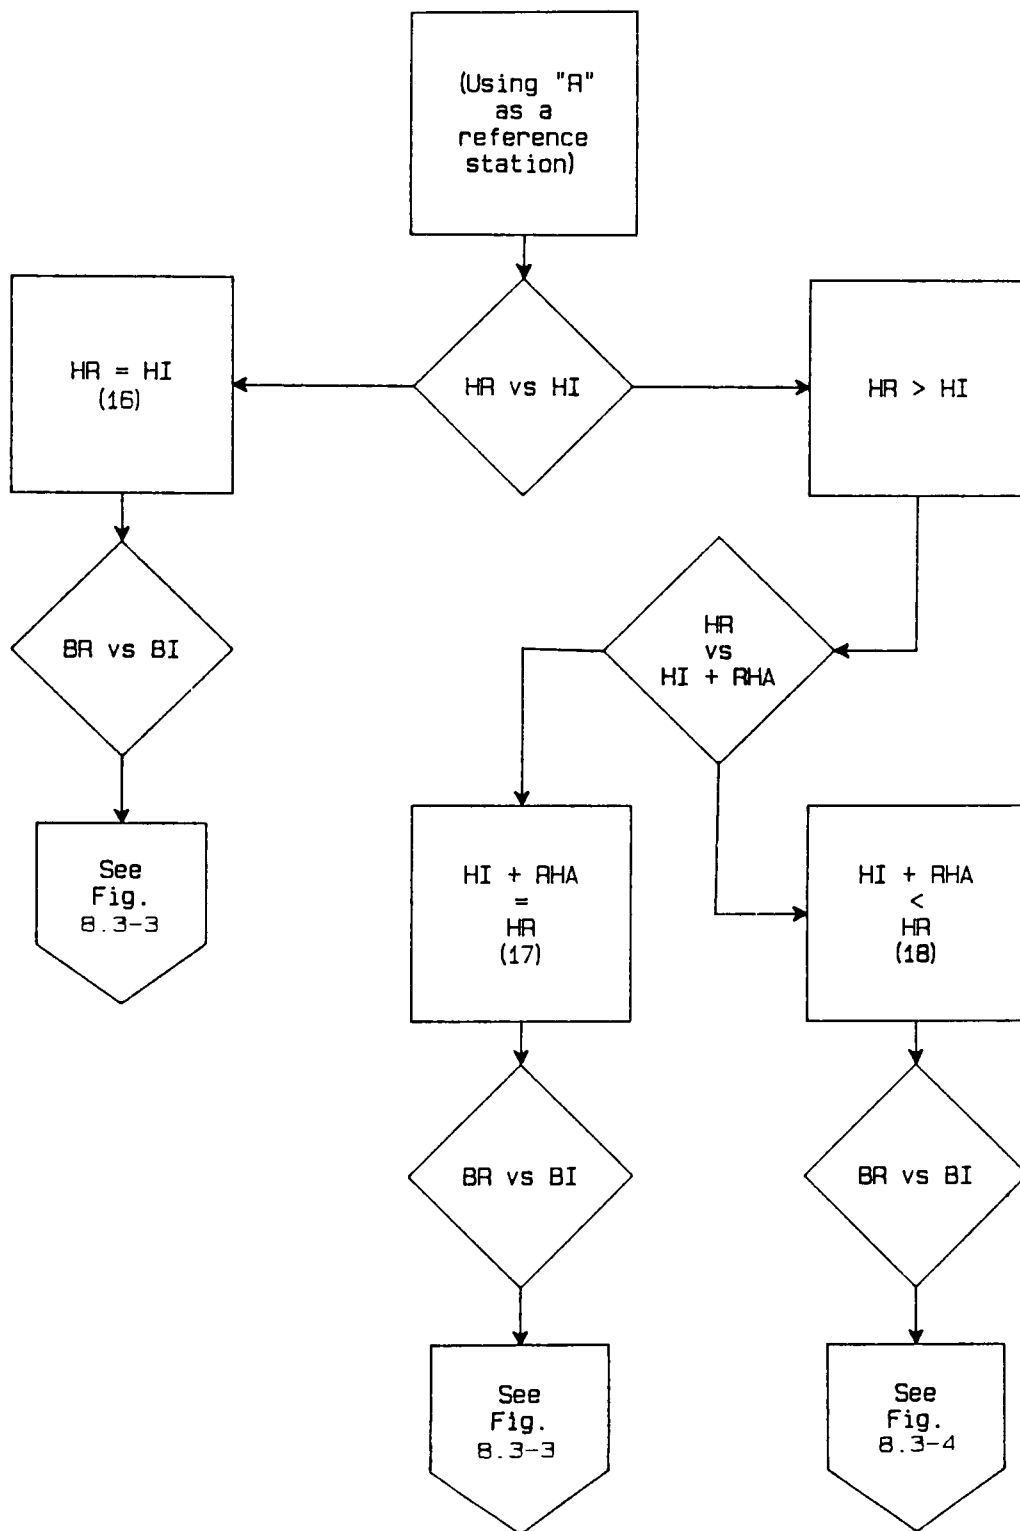 (Using "R"
as a
reference
station)
HR = HI
(16)
HR vs HI
HR > HI
BR vs BI
HR
vs
HI + RHA
See
Fig.
8.3-3
HI + RHA
=
HR
(17)
HI + RHA
<
HR
(18)
BR vs BI
BR vs BI
See
Fig.
8.3-3
See
Fig.
8.3-4